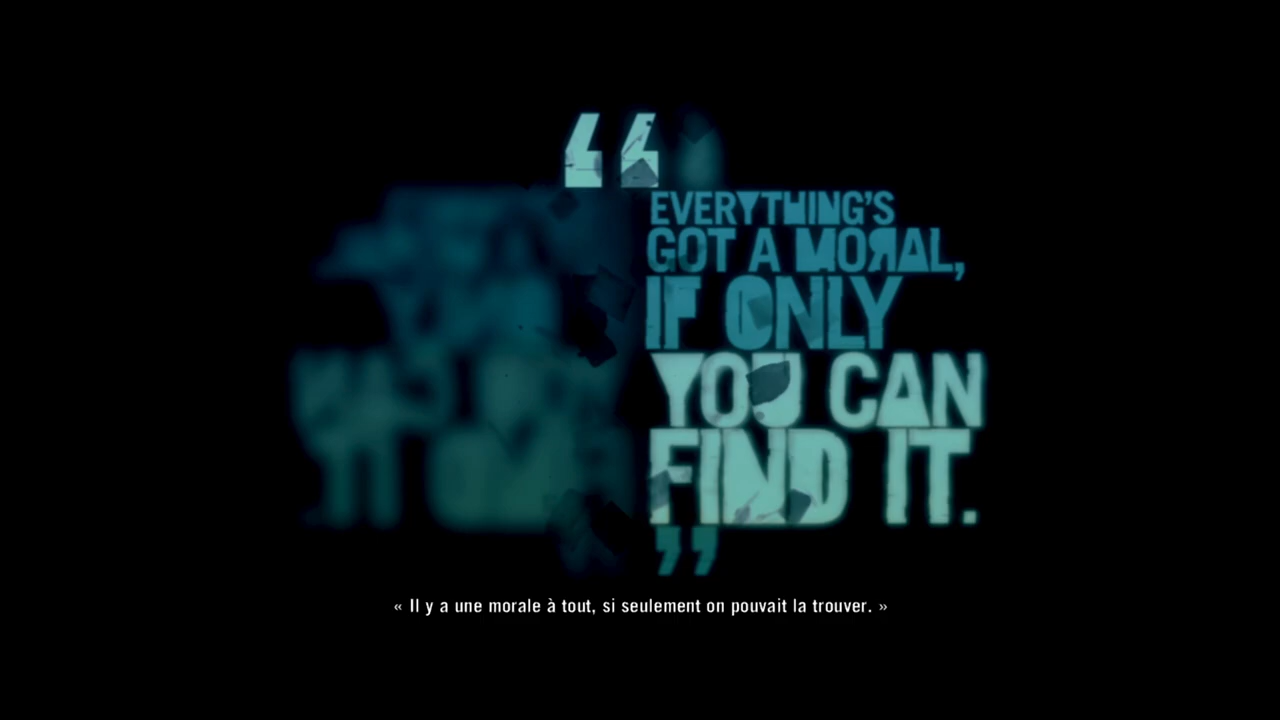 “
EVERYTHING'S
GOT A MORAL,
IF ONLY
YOU CAN
FIND IT.
”
« Il y a une morale à tout, si seulement on pouvait la trouver. »